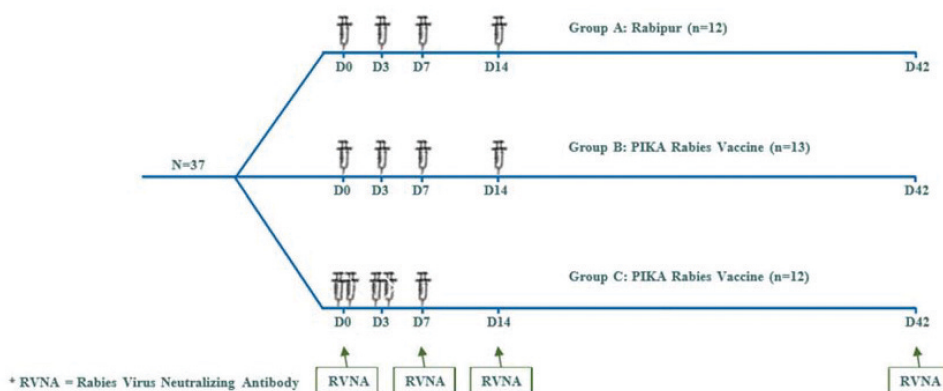 Group A: Rabipur (n=12)
D0 D3 D7 D14 D42
N=37
Group B: PIKA Rabies Vaccine (n=13)
D0 D3 D7 D14 D42
Group C: PIKA Rabies Vaccine (n=12)
D0 D3 D7 D14 D42
* RVNA = Rabies Virus Neutralizing Antibody RVNA RVNA RVNA RVNA